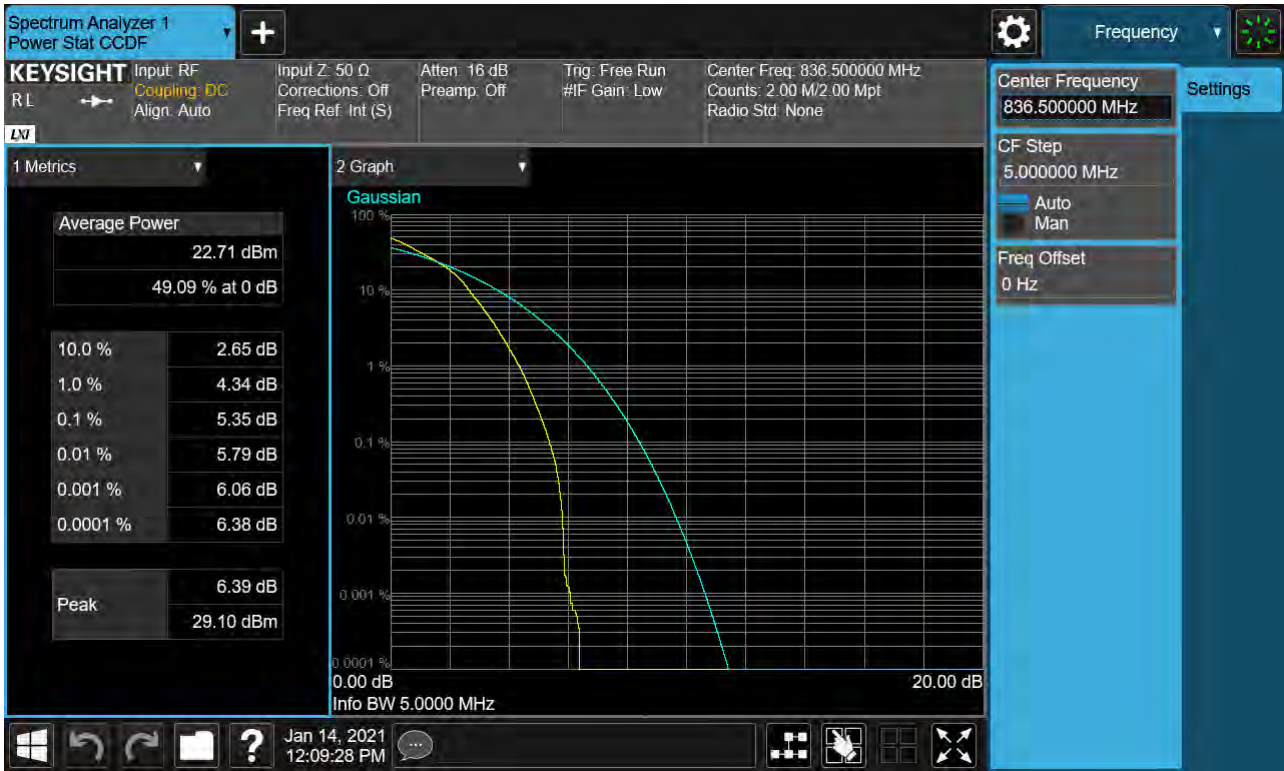 Spectrum Analyzer 1
Power Stat CCDF
+
Frequency
KEYSIGHT
RL
LXI
Input: RF
Coupling: DC
Align: Auto
Input Z: 50 Ω
Corrections: Off
Freq Ref: Int (S)
Atten: 16 dB
Preamp: Off
Trig: Free Run
#IF Gain: Low
Center Freq: 836.500000 MHz
Counts: 2.00 M/2.00 Mpt
Radio Std: None
Center Frequency
836.500000 MHz
Settings
CF Step
5.000000 MHz
Auto
Man
Freq Offset
0 Hz
1 Metrics
Average Power
22.71 dBm
49.09 % at 0 dB
10.0 % 2.65 dB
1.0 % 4.34 dB
0.1 % 5.35 dB
0.01 % 5.79 dB
0.001 % 6.06 dB
0.0001 % 6.38 dB
Peak 6.39 dB
29.10 dBm
2 Graph
Gaussian
100 %
10 %
1 %
0.1 %
0.01 %
0.001 %
0.0001 %
0.00 dB 20.00 dB
Info BW 5.0000 MHz
?
Jan 14, 2021
12:09:28 PM